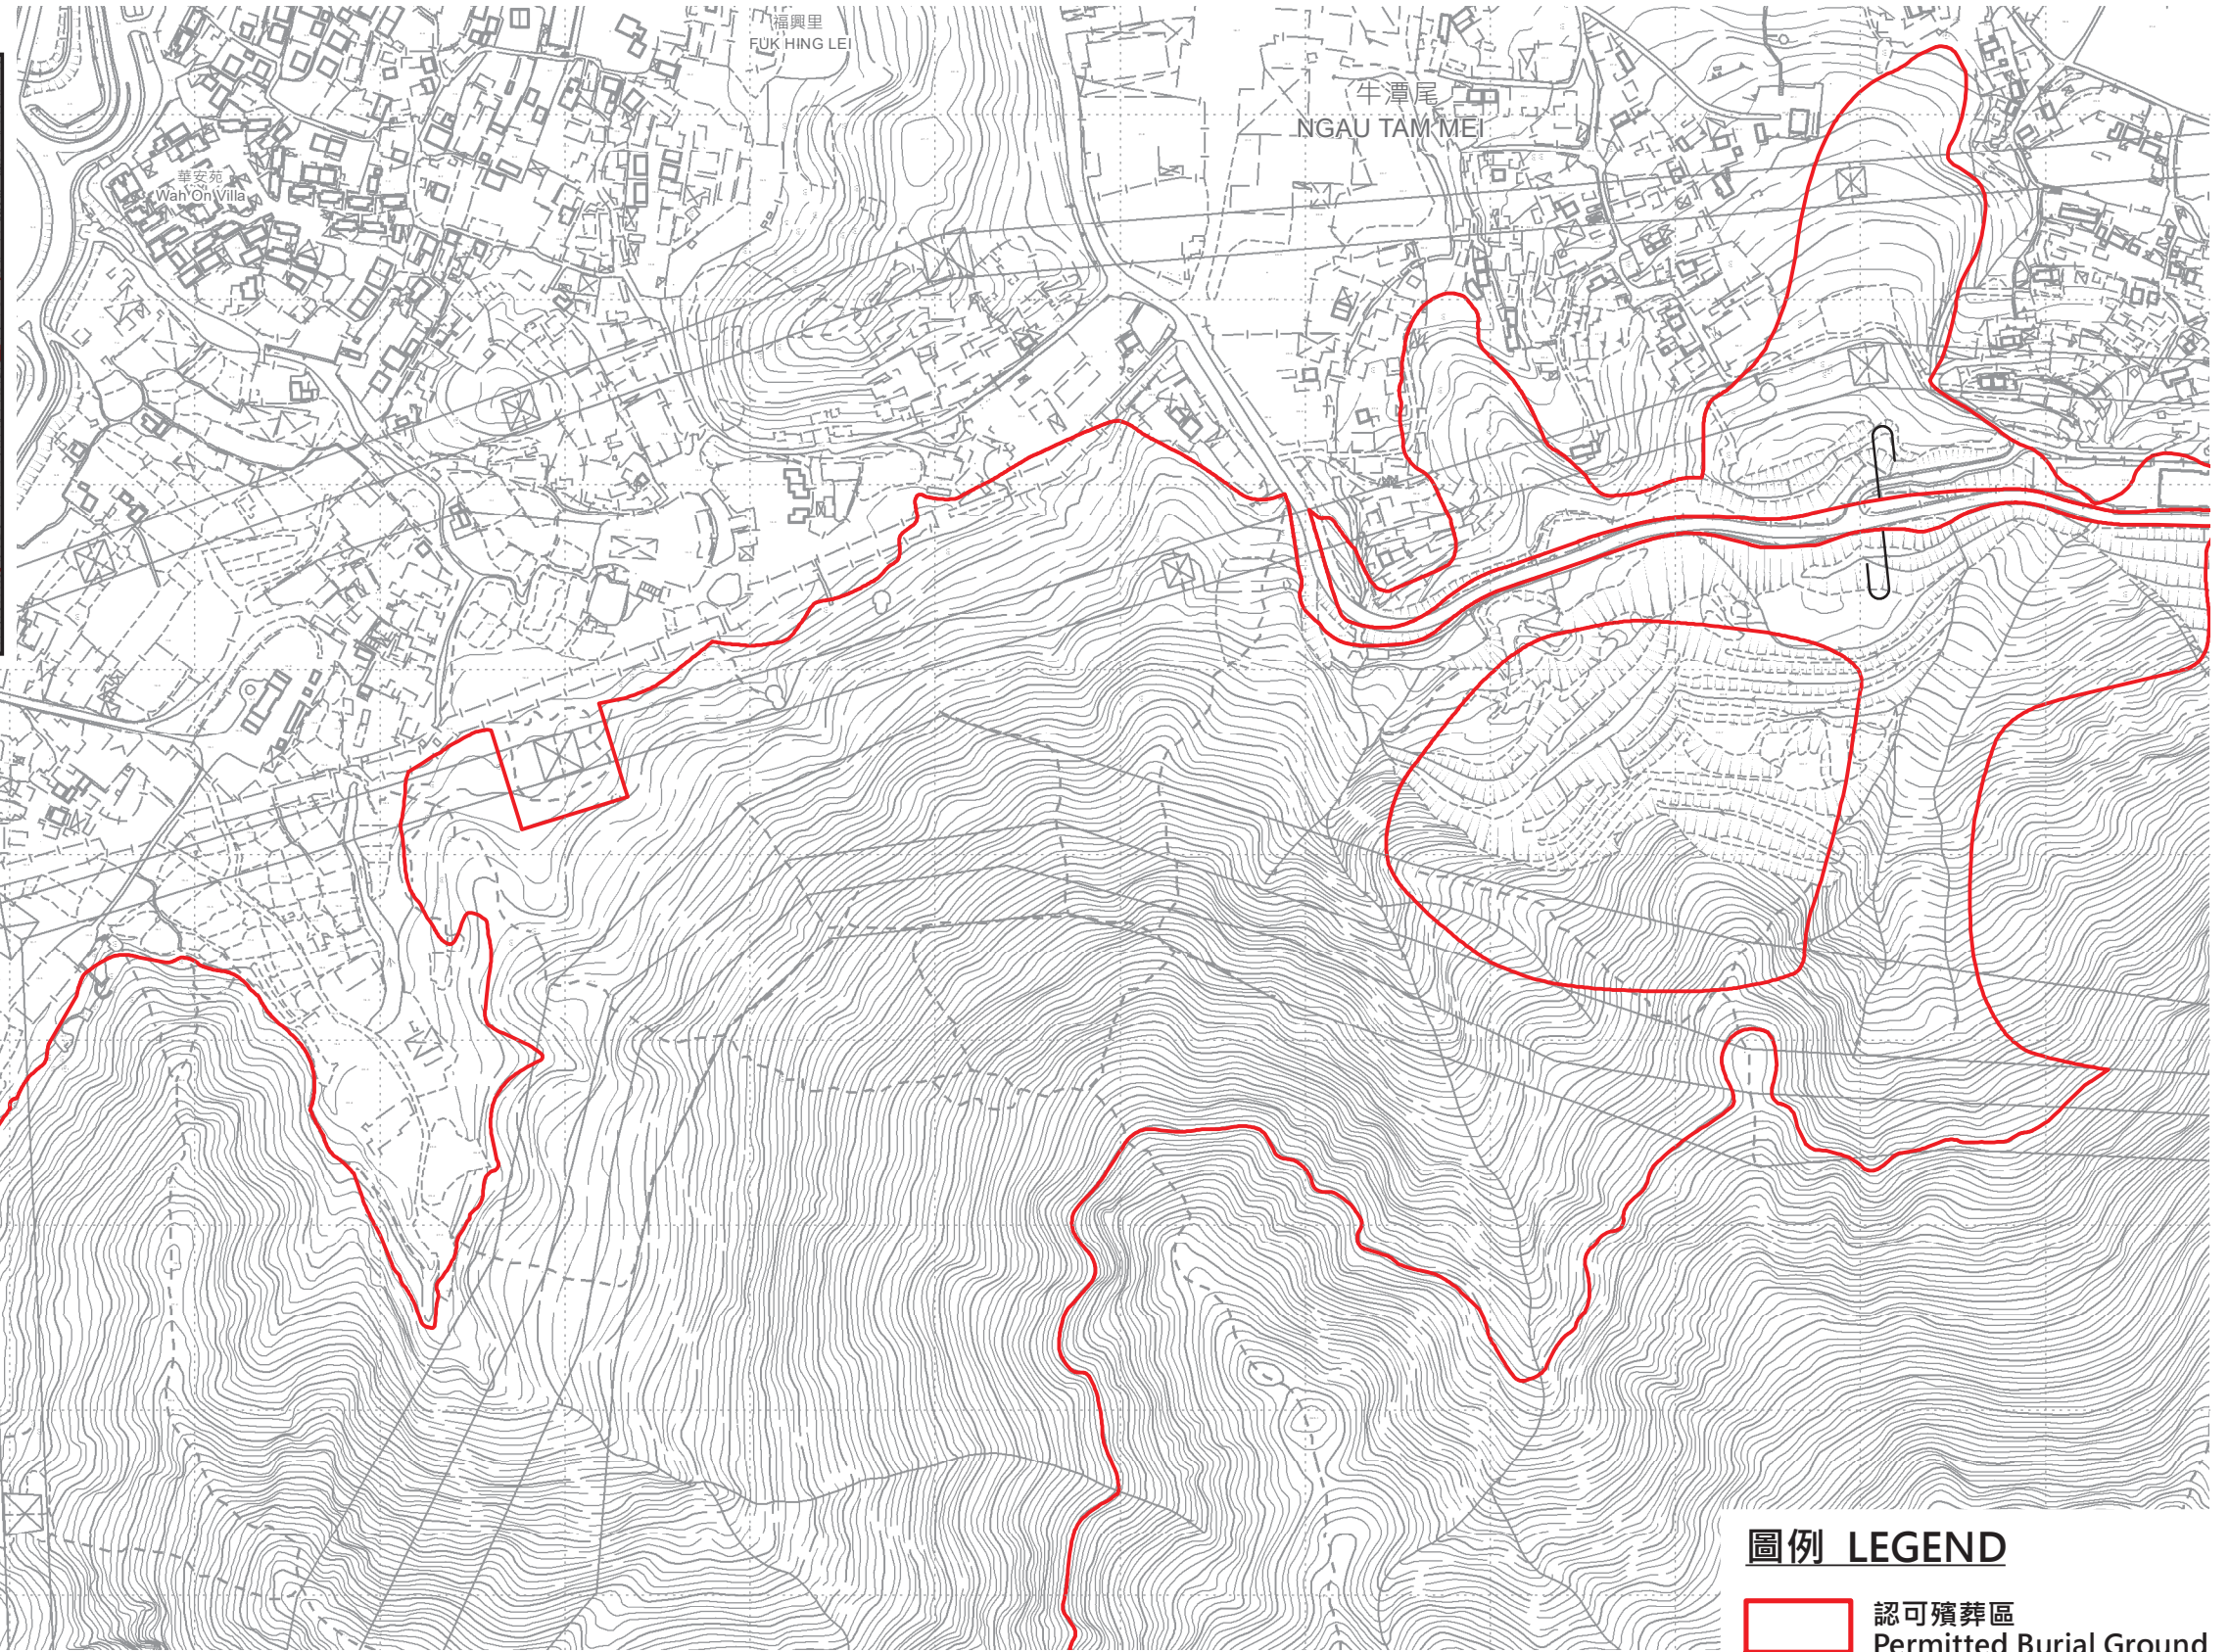 福興里
FUK HING LEI
牛潭尾
NGAU TAM MEI
華安苑
Wah On Villa
圖例 LEGEND
認可殯葬區
Permitted Burial Ground